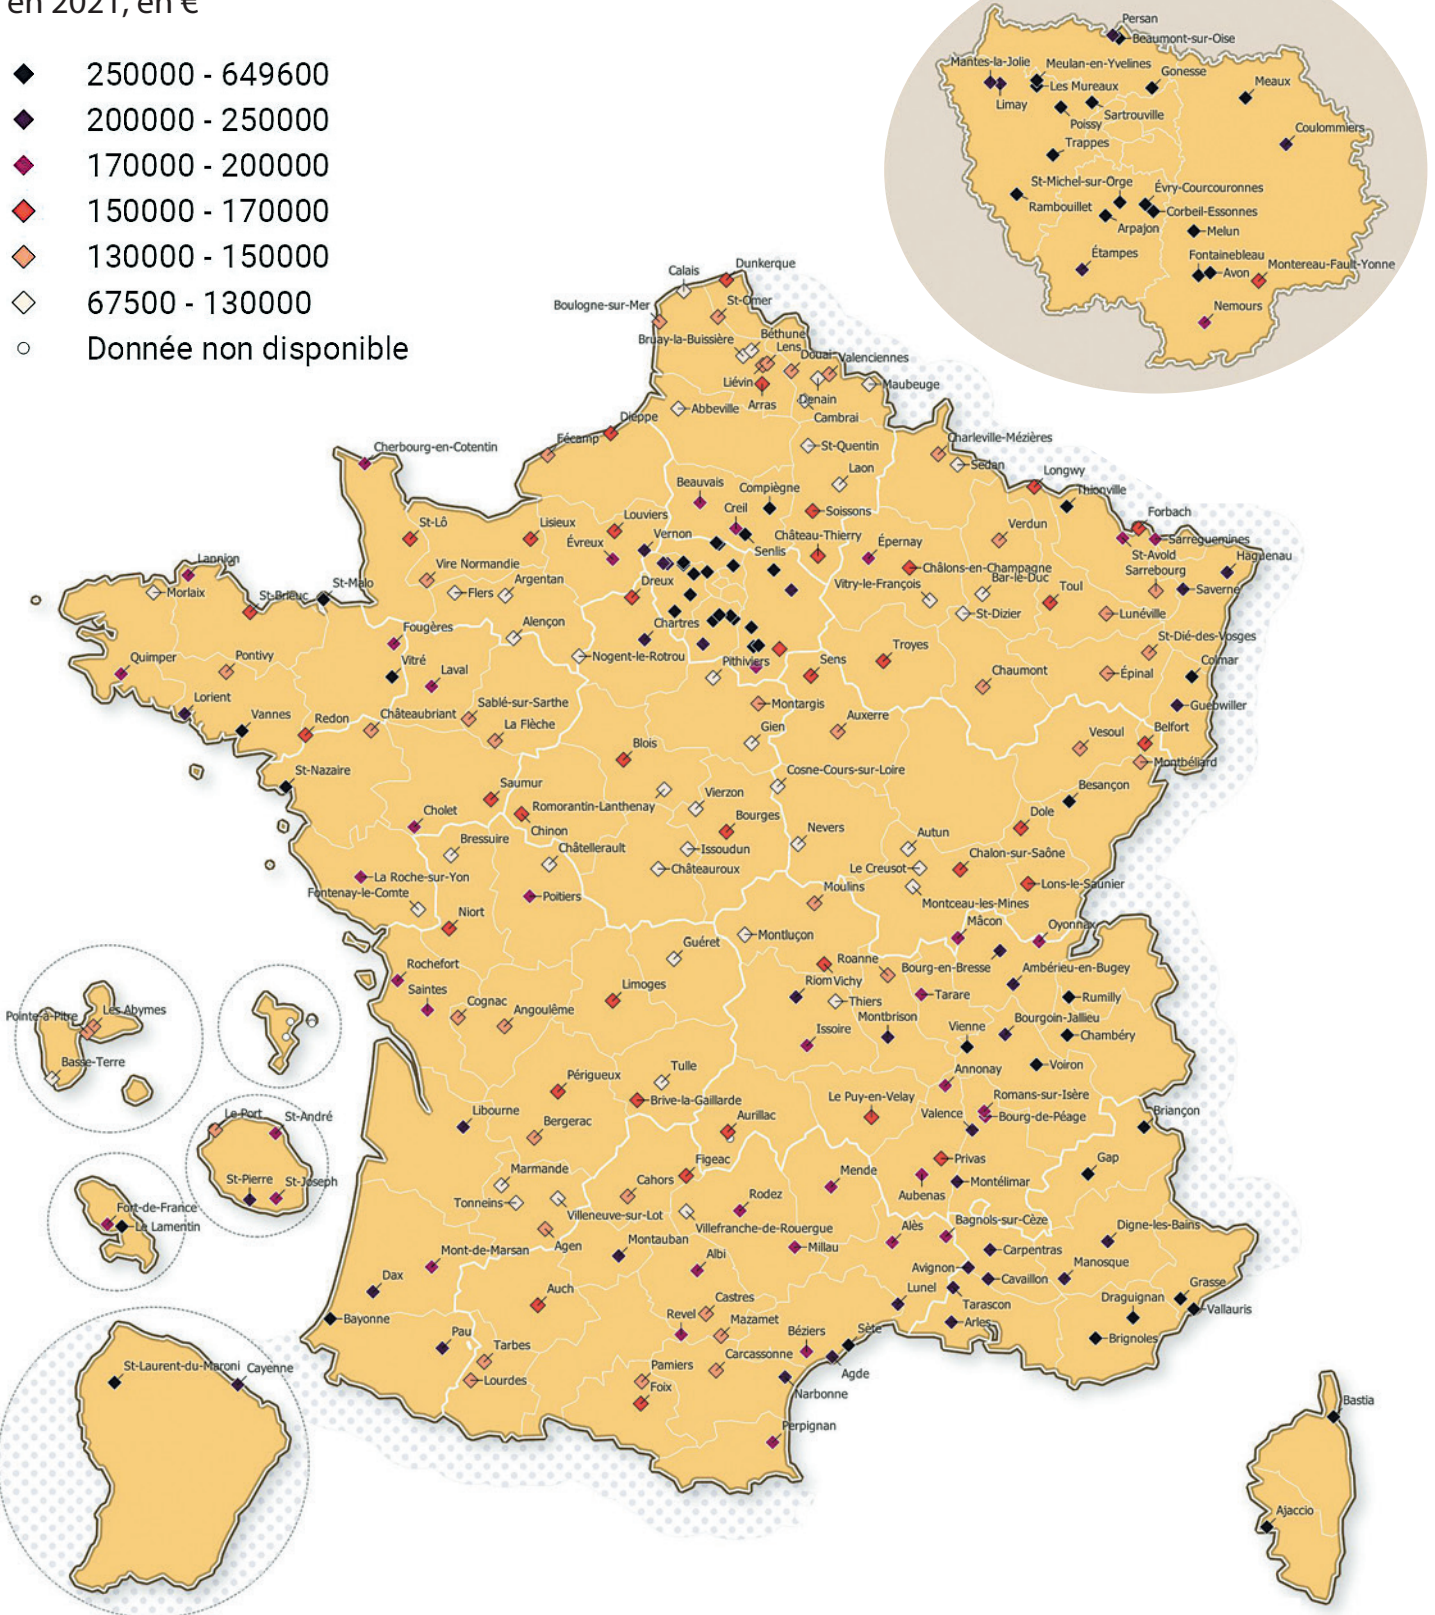 en 2021, en €
250000 - 649600
200000 - 250000
170000 - 200000
150000 - 170000
130000 - 150000
67500 - 130000
Donnée non disponible
Persan
Beaumont-sur-Oise
Mantes-la-Jolie
Meulan-en-Yvelines
Gonesse
Les Mureaux
Meaux
Limay
Sartrouville
Poissy
Coulommiers
Trappes
St-Michel-sur-Orge
Évry-Courcouronnes
Rambouillet
Corbeil-Essonnes
Arpajon
Melun
Étampes
Fontainebleau
Avon
Montereau-Fault-Yonne
Nemours
Calais
Dunkerque
Boulogne-sur-Mer
St-Omer
Bruay-la-Buissière
Béthune
Lens
Douai
Valenciennes
Liévin
Maubeuge
Denain
Arras
Abbeville
Cambrai
Dieppe
Fécamp
Charleville-Mézières
Cherbourg-en-Cotentin
St-Quentin
Sedan
Laon
Longwy
Beauvais
Compiègne
Thionville
Creil
Soissons
Forbach
St-Lô
Lisieux
Louviers
Vernon
Château-Thierry
Verdun
Sarreguemines
Évreux
Senlis
Épernay
St-Avold
Haguenau
Lannion
Vire Normandie
Châlons-en-Champagne
Sarrebourg
Morlaix
St-Malo
Argentan
Dreux
Vitry-le-François
Bar-le-Duc
Toul
Saverne
St-Brieuc
Flers
St-Dizier
Lunéville
Fougères
Alençon
Chartres
St-Dié-des-Vosges
Quimper
Pontivy
Vitré
Laval
Nogent-le-Rotrou
Pithiviers
Sens
Troyes
Chaumont
Épinal
Colmar
Lorient
Vannes
Redon
Châteaubriant
Sablé-sur-Sarthe
La Flèche
Montargis
Auxerre
Guebwiller
Gien
Vesoul
Belfort
Blois
Montbéliard
St-Nazaire
Saumur
Cosne-Cours-sur-Loire
Besançon
Cholet
Romorantin-Lanthenay
Vierzon
Chinon
Bourges
Nevers
Dole
Bressuire
Châtellerault
Issoudun
Autun
Chalon-sur-Saône
La Roche-sur-Yon
Châteauroux
Le Creusot
Lons-le-Saunier
Fontenay-le-Comte
Poitiers
Moulins
Montceau-les-Mines
Niort
Montluçon
Mâcon
Oyonnax
Guéret
Roanne
Bourg-en-Bresse
Ambérieu-en-Bugey
Rochefort
Riom
Vichy
Saintes
Limoges
Thiers
Tarare
Rumilly
Cognac
Angoulême
Montbrison
Bourgoin-Jallieu
Les Abymes
Pointe-à-Pitre
Issoire
Vienne
Chambéry
Basse-Terre
Périgueux
Tulle
Voiron
Annonay
Libourne
Brive-la-Gaillarde
Le Puy-en-Velay
Romans-sur-Isère
Le Port
St-André
Bergerac
Aurillac
Valence
Bourg-de-Péage
Briançon
Marmande
Figeac
Privas
Gap
St-Pierre
St-Joseph
Cahors
Mende
Aubenas
Montélimar
Tonneins
Villeneuve-sur-Lot
Rodez
Fort-de-France
Le Lamentin
Villefranche-de-Rouergue
Alès
Bagnols-sur-Cèze
Digne-les-Bains
Agen
Montauban
Millau
Carpentras
Mont-de-Marsan
Albi
Avignon
Manosque
Dax
Auch
Lunel
Cavaillon
Grasse
Castres
Tarascon
Draguignan
Vallauris
Bayonne
Revel
Mazamet
Arles
Pau
Tarbes
Béziers
Sète
Brignoles
Carcassonne
St-Laurent-du-Maroni
Cayenne
Lourdes
Pamiers
Agde
Foix
Narbonne
Bastia
Perpignan
Ajaccio